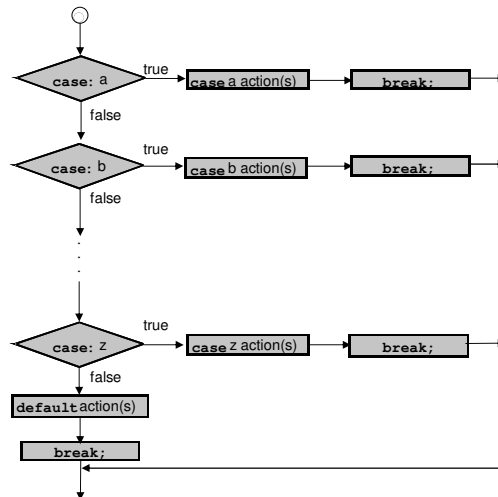 case: a
true
case a action(s)
break;
false
case: b
true
case b action(s)
break;
false
.
.
.
case: z
true
case z action(s)
break;
false
default action(s)
break;